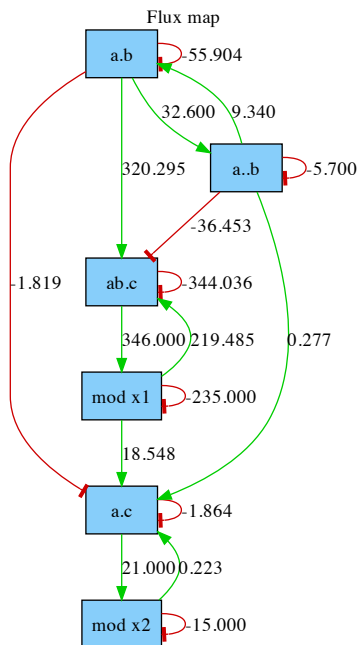 Flux map
a.b
-55.904
32.600
9.340
320.295
a..b
-5.700
-36.453
-1.819
ab.c
-344.036
0.277
346.000
219.485
mod x1
-235.000
18.548
a.c
-1.864
21.000
0.223
mod x2
-15.000